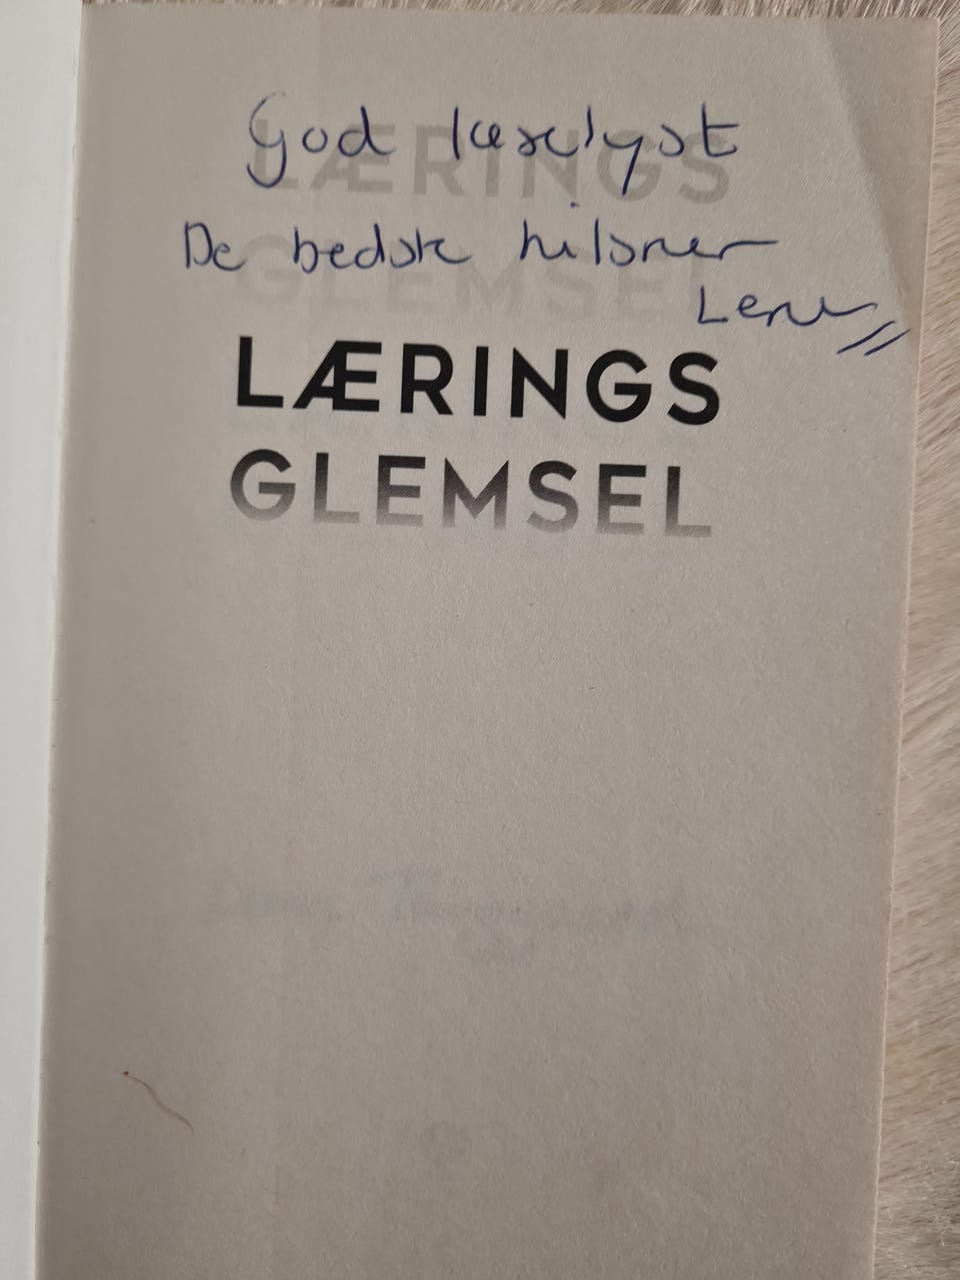 God læselyst
De bedste hilsner
Lene
LÆRINGS
GLEMSEL